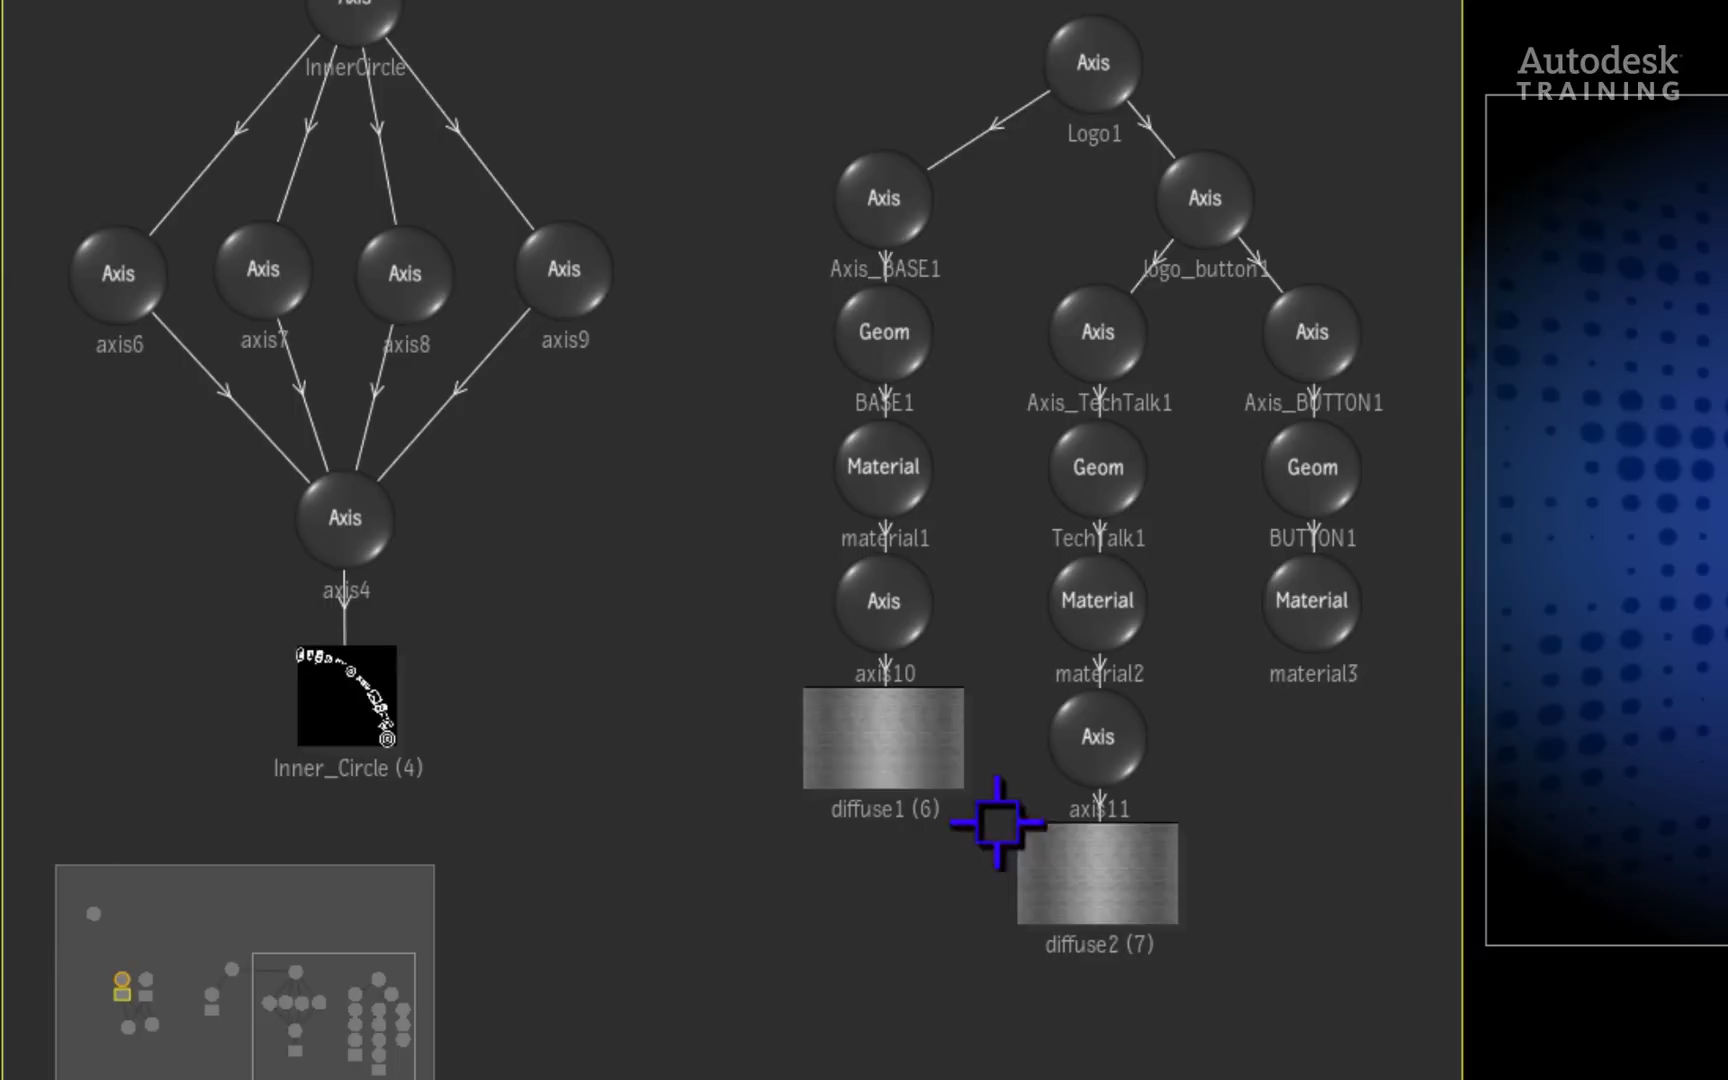 Axis
InnerCircle
Axis
Logo1
Autodesk
TRAINING
Axis
Axis
Axis_BASE1
logo_button1
Axis
Axis
Axis
Axis
axis6
axis7
axis8
axis9
Geom
Axis
Axis
BASE1
Axis_TechTalk1
Axis_BUTTON1
Material
Geom
Geom
Axis
material1
TechTalk1
BUTTON1
axis4
Axis
Material
Material
axis10
material2
material3
Axis
Inner_Circle (4)
diffuse1 (6)
axis11
diffuse2 (7)